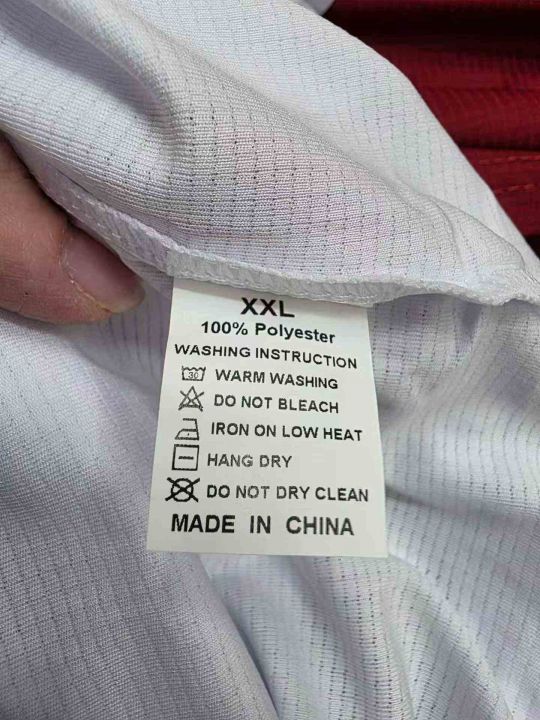 XXL
100% Polyester
WASHING INSTRUCTION
30 WARM WASHING
DO NOT BLEACH
IRON ON LOW HEAT
HANG DRY
DO NOT DRY CLEAN
MADE IN CHINA